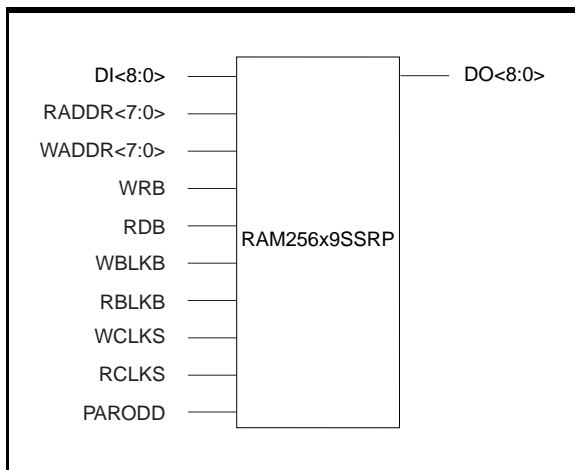 DI<8:0>
DO<8:0>
RADDR<7:0>
WADDR<7:0>
WRB
RDB
RAM256x9SSRP
WBLKB
RBLKB
WCLKS
RCLKS
PARODD